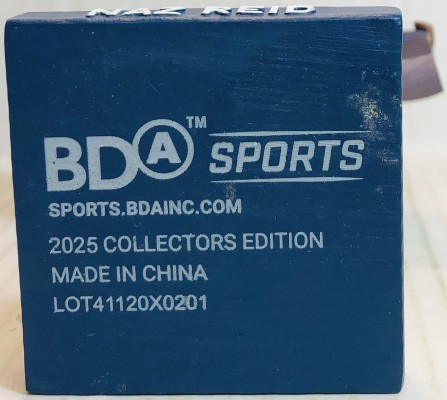 NAZ REID
BDA™ SPORTS
SPORTS.BDAINC.COM
2025 COLLECTORS EDITION
MADE IN CHINA
LOT41120X0201